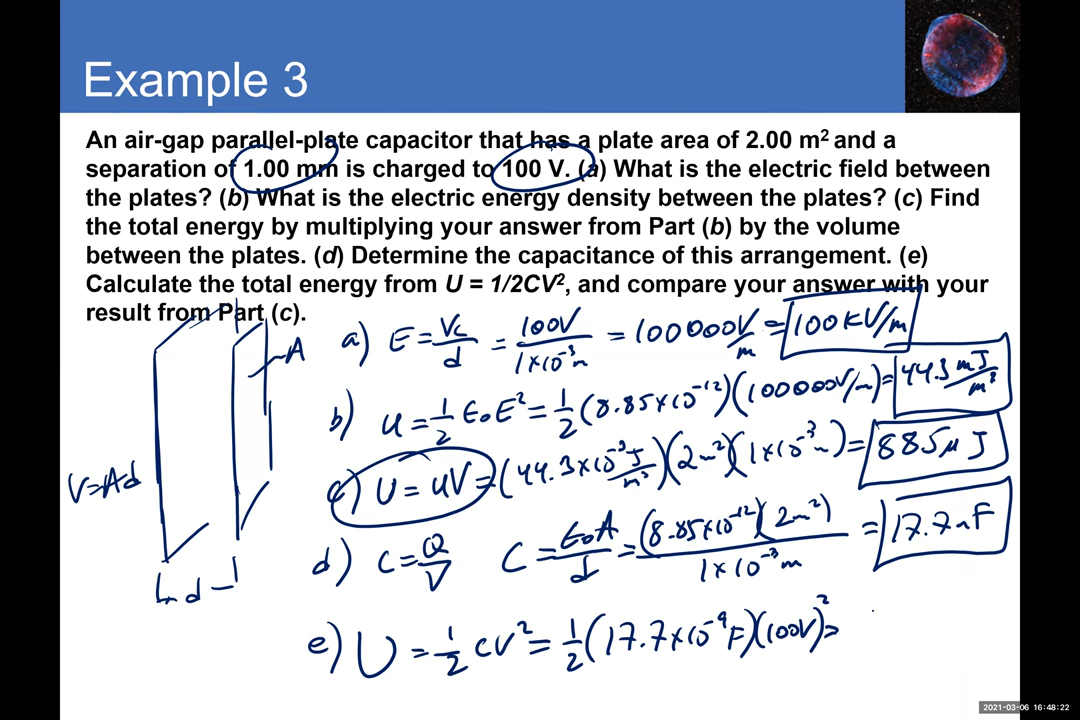 Example 3
An air-gap parallel-plate capacitor that has a plate area of 2.00 m² and a
separation of 1.00 mm is charged to 100 V. (a) What is the electric field between
the plates? (b) What is the electric energy density between the plates? (c) Find
the total energy by multiplying your answer from Part (b) by the volume
between the plates. (d) Determine the capacitance of this arrangement. (e)
Calculate the total energy from U = 1/2CV², and compare your answer with your
result from Part (c).
A
V=Ad
d
a) E = Vc/d = 100V/1×10⁻³m = 100000V/m = 100KV/m
b) u = 1/2 ε₀E² = 1/2 (8.85×10⁻¹²)(100000V/m) = 44.3 mJ/m³
c) U = uV = (44.3×10⁻³J/m³)(2m²)(1×10⁻³m) = 885μJ
d) C = Q/V C = ε₀A/d = (8.85×10⁻¹²)(2m²)/1×10⁻³m = 17.7nF
e) U = 1/2 CV² = 1/2 (17.7×10⁻⁹F)(100V)² =
2021-03-06 16:48:22